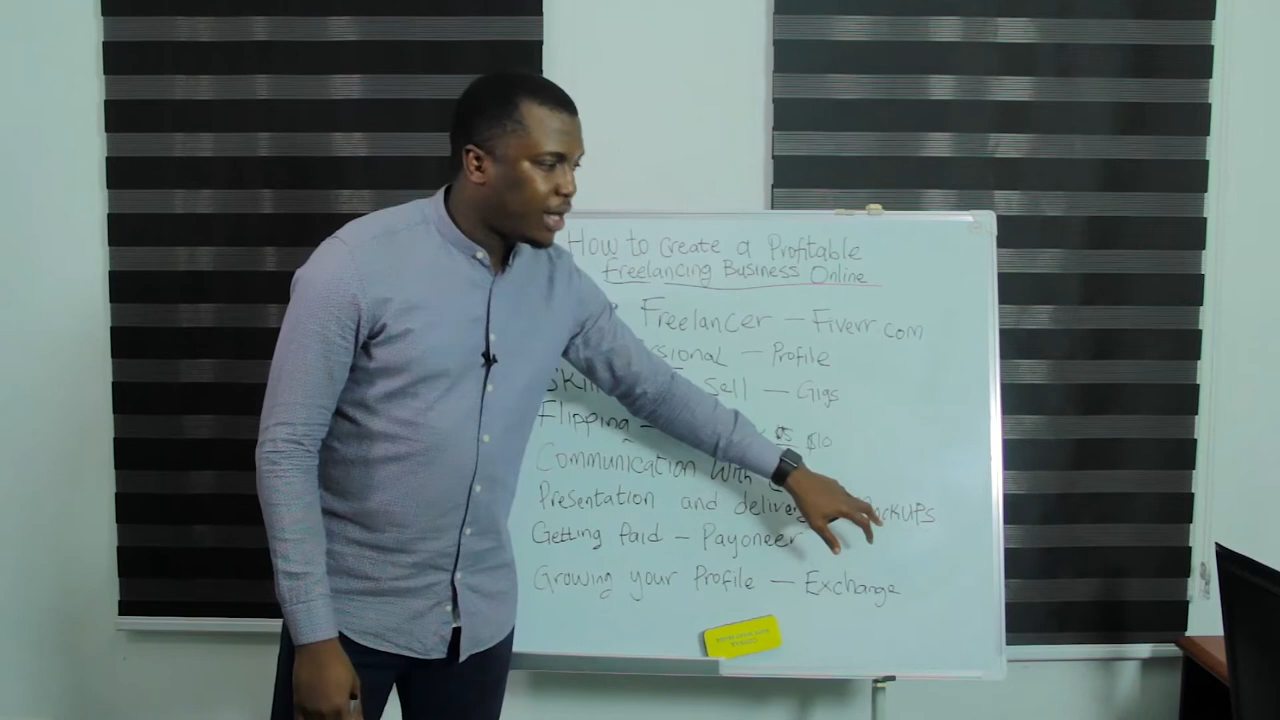 How to create a Profitable
Freelancing Business Online
Freelancer - Fiverr.com
- Profile
Sell - Gigs
Flipping - $5 $10
Communication With
Presentation and
Getting Paid - Payoneer
Growing your Profile - Exchange